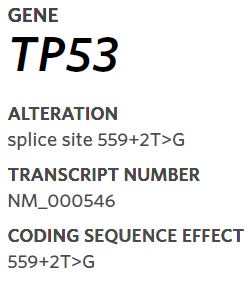 GENE
TP53
ALTERATION
splice site 559+2T>G
TRANSCRIPT NUMBER
NM_000546
CODING SEQUENCE EFFECT
559+2T>G